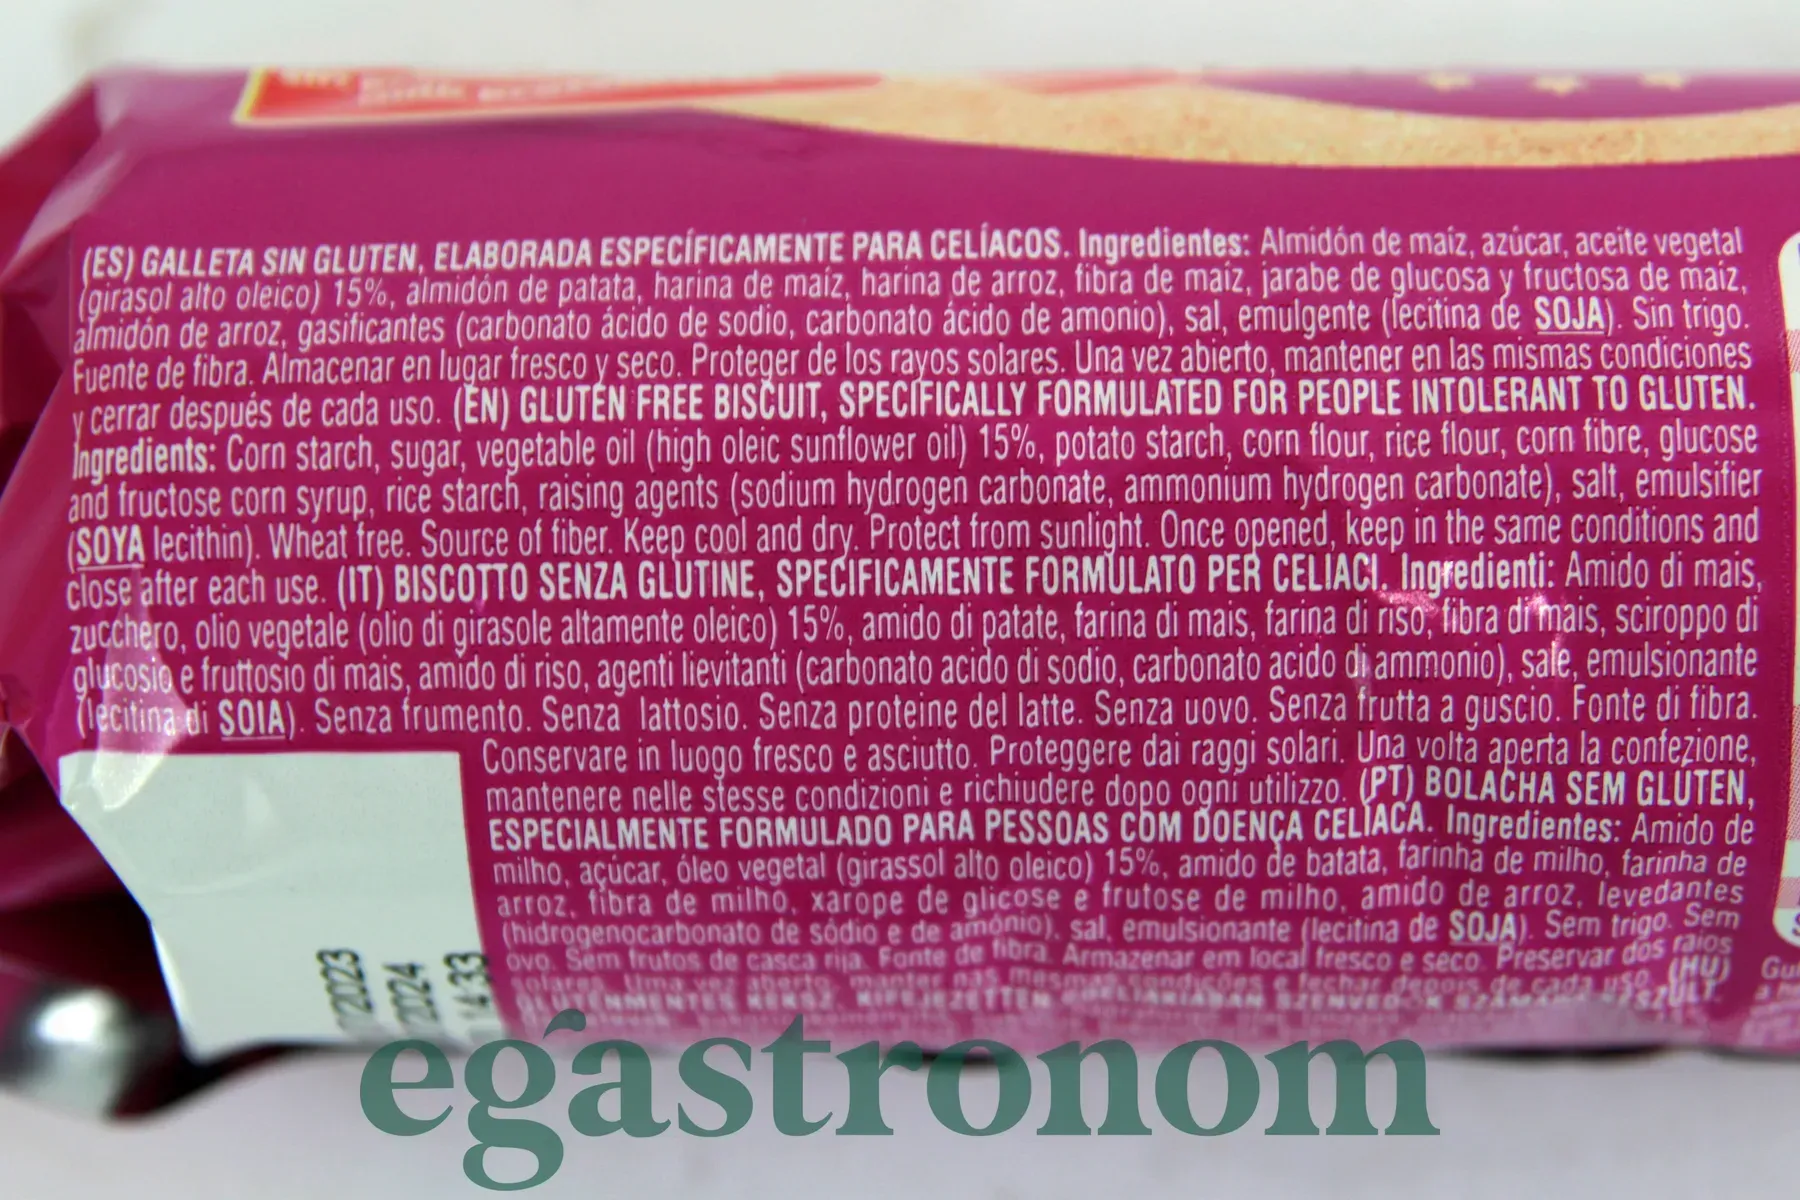 (ES) GALLETA SIN GLUTEN, ELABORADA ESPECÍFICAMENTE PARA CELÍACOS. Ingredientes: Almidón de maíz, azúcar, aceite vegetal
(girasol alto oleico) 15%, almidón de patata, harina de maíz, harina de arroz, fibra de maíz, jarabe de glucosa y fructosa de maíz,
almidón de arroz, gasificantes (carbonato ácido de sodio, carbonato ácido de amonio), sal, emulgente (lecitina de SOJA). Sin trigo.
Fuente de fibra. Almacenar en lugar fresco y seco. Proteger de los rayos solares. Una vez abierto, mantener en las mismas condiciones
y cerrar después de cada uso. (EN) GLUTEN FREE BISCUIT, SPECIFICALLY FORMULATED FOR PEOPLE INTOLERANT TO GLUTEN.
Ingredients: Corn starch, sugar, vegetable oil (high oleic sunflower oil) 15%, potato starch, corn flour, rice flour, corn fibre, glucose
and fructose corn syrup, rice starch, raising agents (sodium hydrogen carbonate, ammonium hydrogen carbonate), salt, emulsifier
(SOYA lecithin). Wheat free. Source of fiber. Keep cool and dry. Protect from sunlight. Once opened, keep in the same conditions and
close after each use. (IT) BISCOTTO SENZA GLUTINE, SPECIFICAMENTE FORMULATO PER CELIACI. Ingredienti: Amido di mais,
zucchero, olio vegetale (olio di girasole altamente oleico) 15%, amido di patate, farina di mais, farina di riso, fibra di mais, sciroppo di
glucosio e fruttosio di mais, amido di riso, agenti lievitanti (carbonato acido di sodio, carbonato acido di ammonio), sale, emulsionante
(lecitina di SOIA). Senza frumento. Senza lattosio. Senza proteine del latte. Senza uovo. Senza frutta a guscio. Fonte di fibra.
Conservare in luogo fresco e asciutto. Proteggere dai raggi solari. Una volta aperta la confezione,
mantenere nelle stesse condizioni e richiudere dopo ogni utilizzo. (PT) BOLACHA SEM GLÚTEN,
ESPECIALMENTE FORMULADO PARA PESSOAS COM DOENÇA CELÍACA. Ingredientes: Amido de
milho, açúcar, óleo vegetal (girassol alto oleico) 15%, amido de batata, farinha de milho, farinha de
arroz, fibra de milho, xarope de glicose e frutose de milho, amido de arroz, levedantes
(hidrogenocarbonato de sódio e de amónio), sal, emulsionante (lecitina de SOJA). Sem trigo. Sem
ovo. Sem frutos de casca rija. Fonte de fibra. Armazenar em local fresco e seco. Preservar dos raios
solares. Uma vez aberto, manter nas mesmas condições e fechar depois de cada uso. (HU)
GLUTÉNMENTES KEKSZ, KIFEJEZETTEN
2023
2024
14:33
egastronom